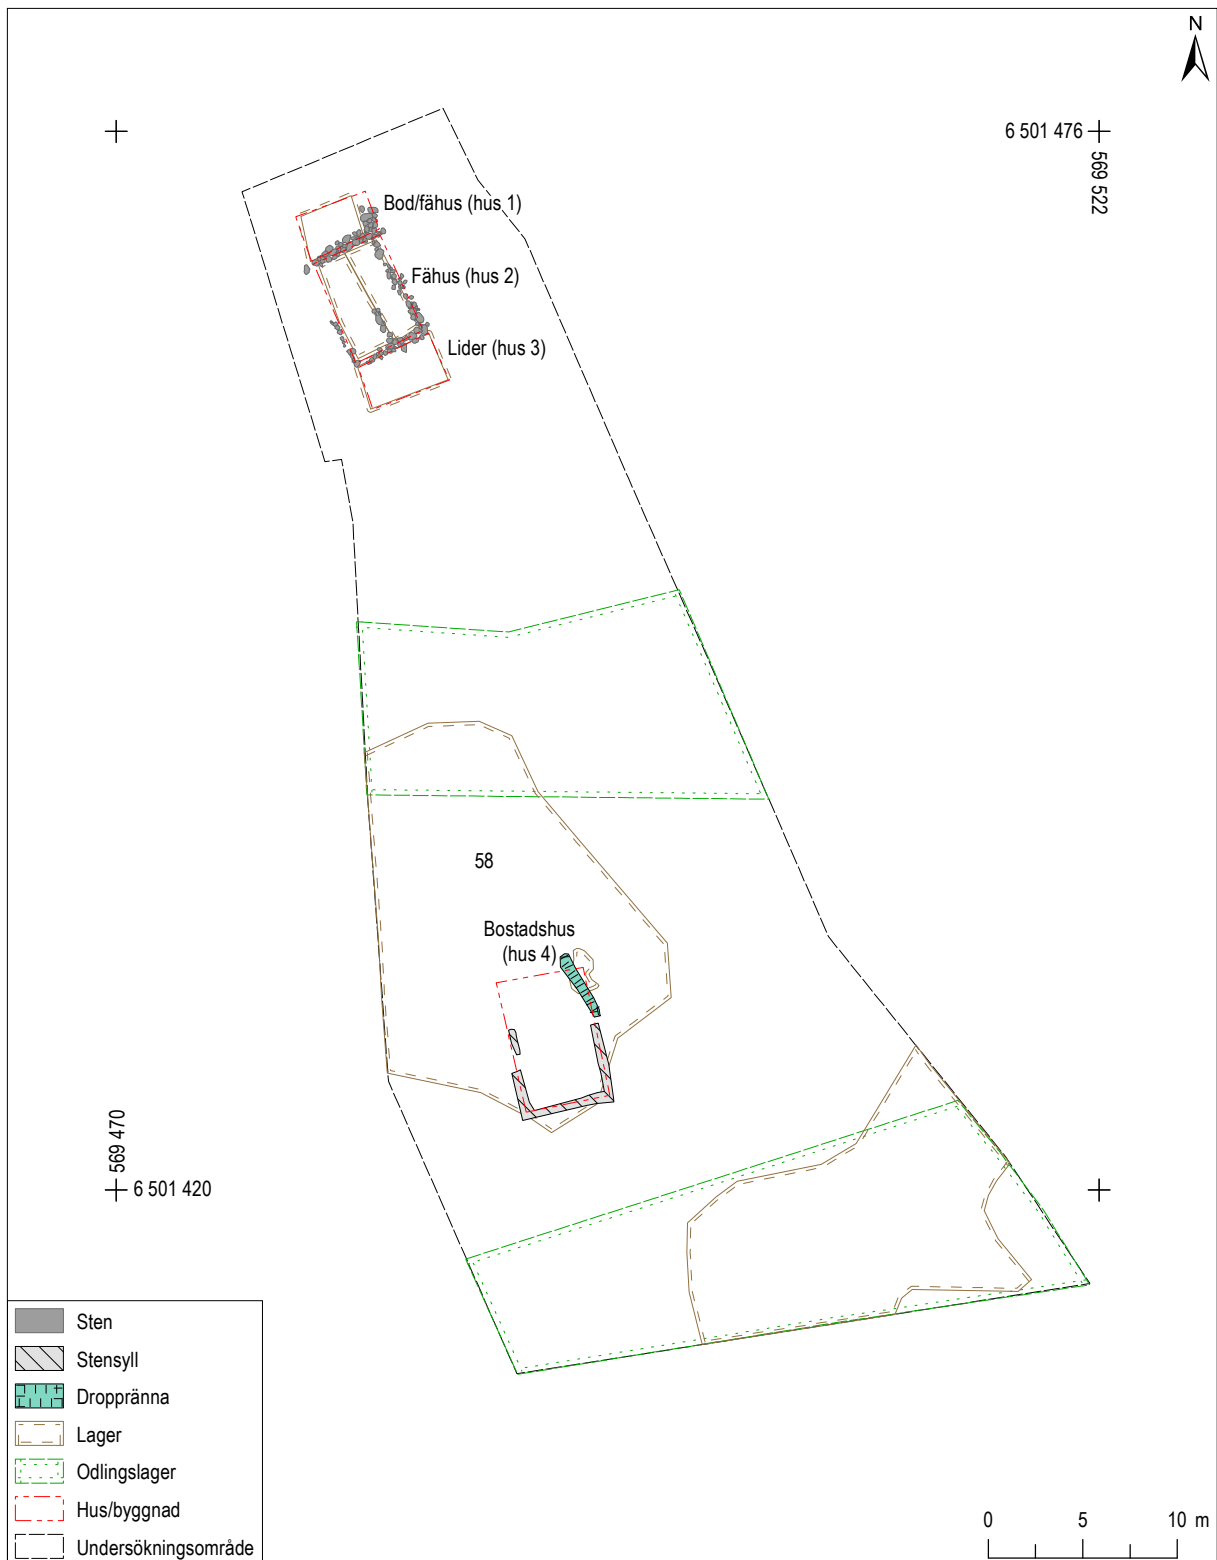 N
6 501 476
569 522
Bod/fähus (hus 1)
Fähus (hus 2)
Lider (hus 3)
58
Bostadshus
(hus 4)
569 470
6 501 420
Sten
Stensyll
Droppränna
Lager
Odlingslager
Hus/byggnad
Undersökningsområde
0 5 10 m